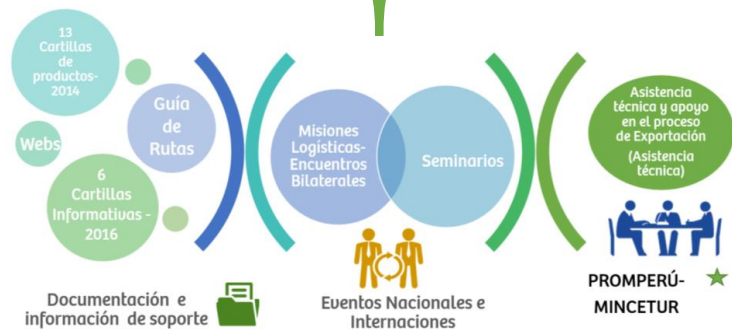 13
Cartillas
de
productos-
2014
Guía
de
Rutas
Webs
6
Cartillas
Informativas -
2016
Documentación e
información de soporte
Misiones
Logísticas-
Encuentros
Bilaterales
Seminarios
Eventos Nacionales e
Internaciones
Asistencia
técnica y apoyo
en el proceso
de Exportación
(Asistencia
técnica)
PROMPERÚ-
MINCETUR